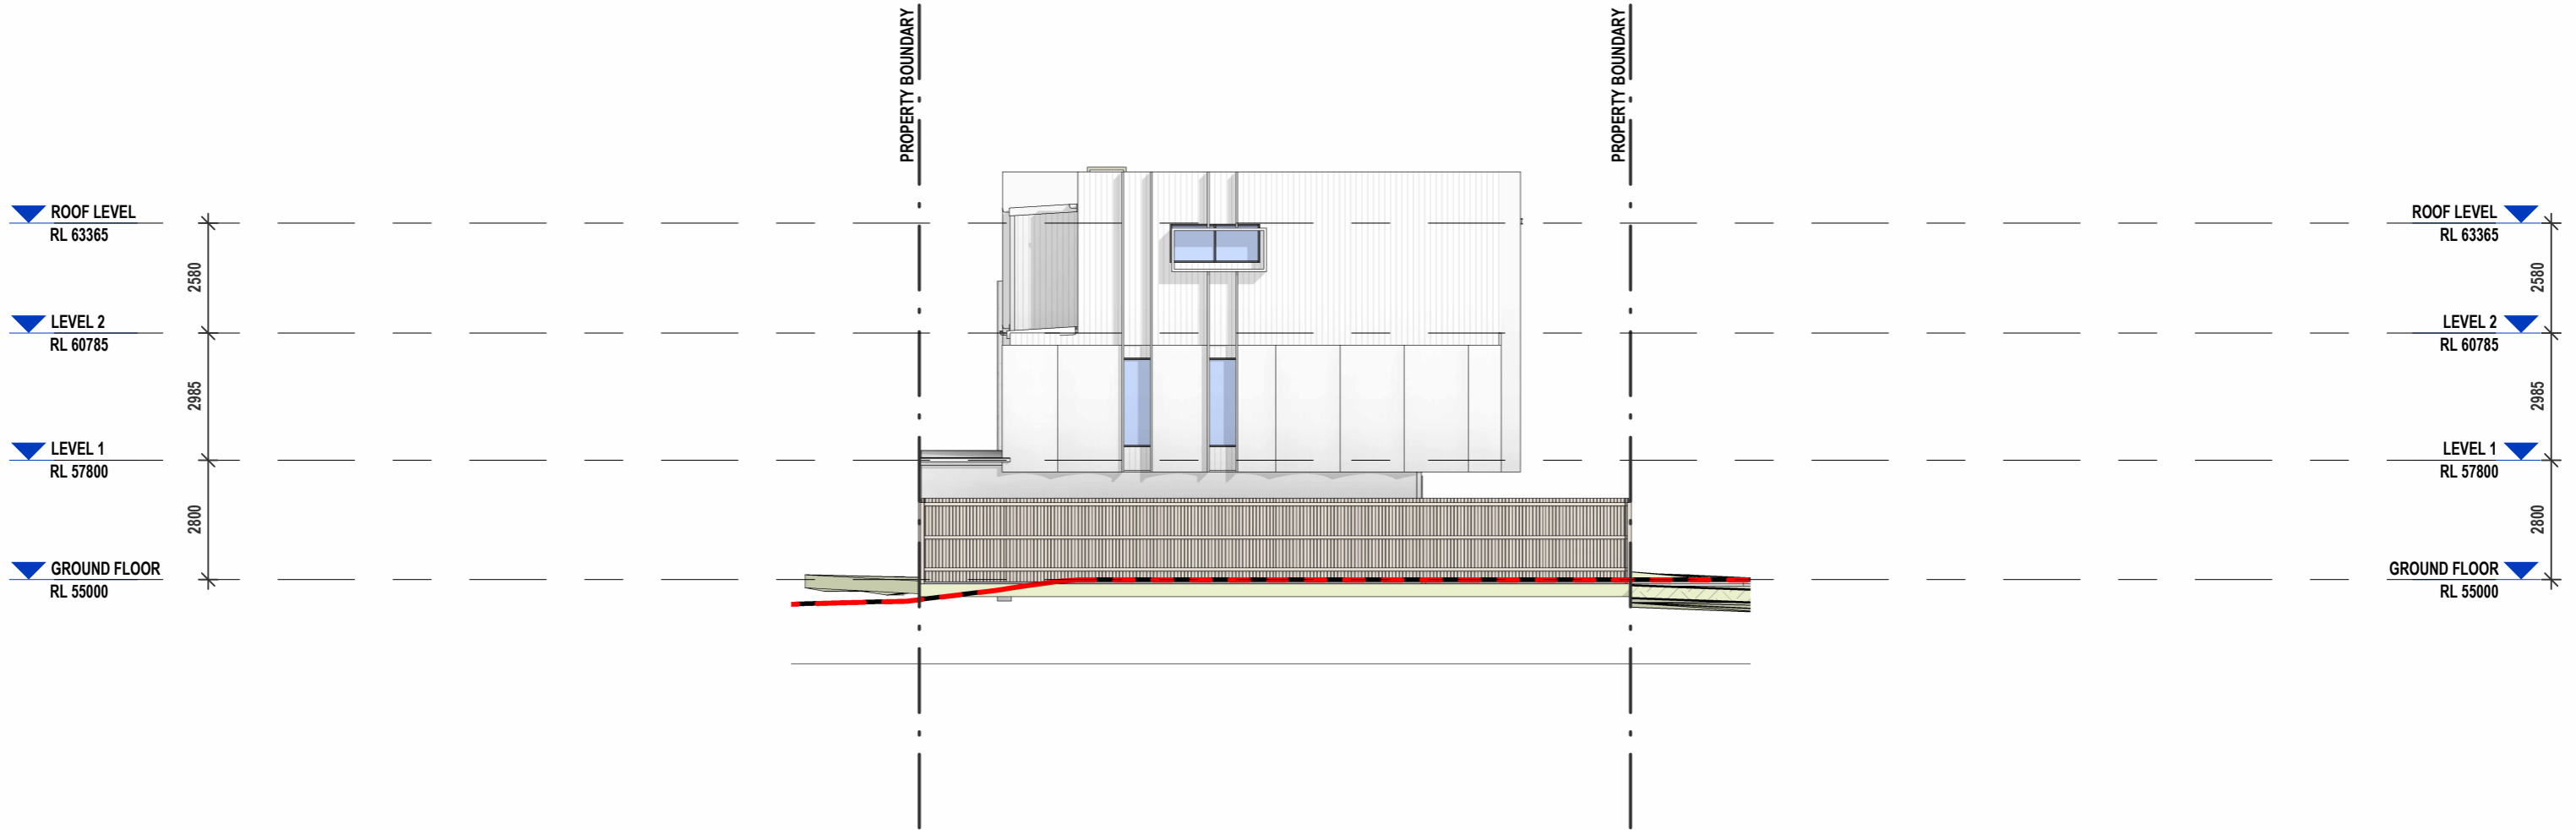 PROPERTY BOUNDARY
PROPERTY BOUNDARY
ROOF LEVEL
RL 63365
2580
LEVEL 2
RL 60785
2985
LEVEL 1
RL 57800
2800
GROUND FLOOR
RL 55000
ROOF LEVEL
RL 63365
2580
LEVEL 2
RL 60785
2985
LEVEL 1
RL 57800
2800
GROUND FLOOR
RL 55000